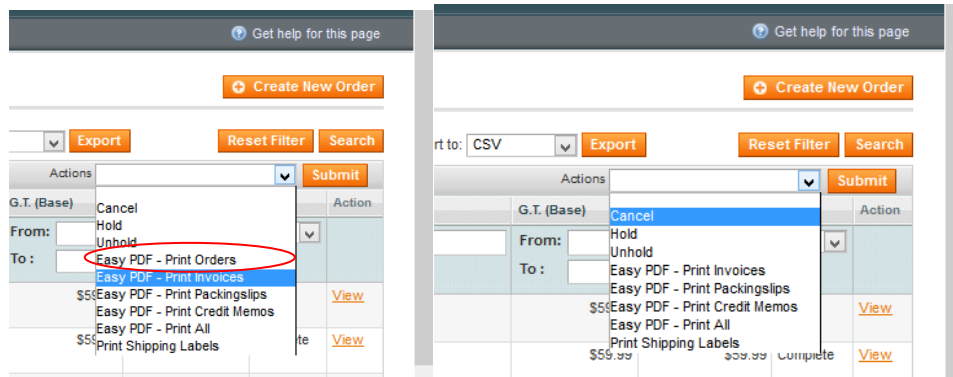 Get help for this page
Create New Order
Export
Reset Filter
Search
Actions
Submit
G.T. (Base)
Action
From:
To :
Cancel
Hold
Unhold
Easy PDF - Print Orders
Easy PDF - Print Invoices
Easy PDF - Print Packingslips
Easy PDF - Print Credit Memos
Easy PDF - Print All
Print Shipping Labels
View
View
Get help for this page
Create New Order
rt to:
CSV
Export
Reset Filter
Search
Actions
Submit
G.T. (Base)
Action
From:
To :
Cancel
Hold
Unhold
Easy PDF - Print Invoices
Easy PDF - Print Packingslips
Easy PDF - Print Credit Memos
Easy PDF - Print All
Print Shipping Labels
View
$59.99
$59.99
Complete
View